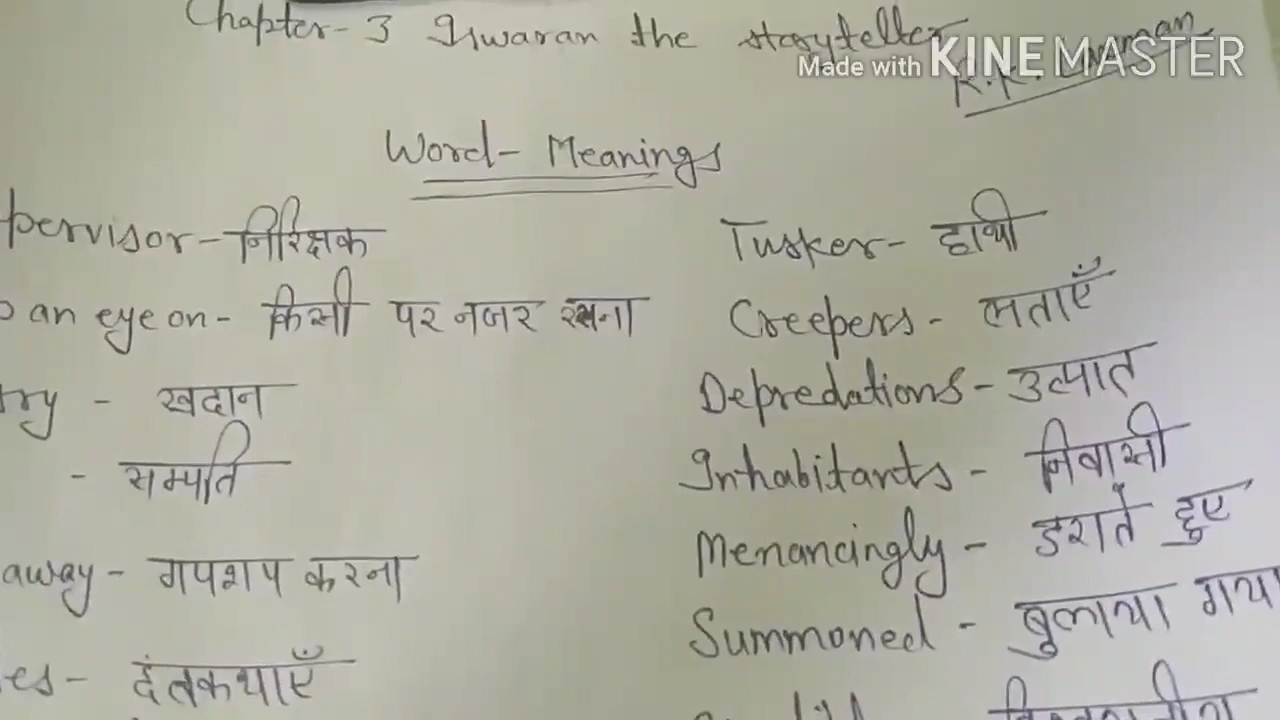 Chapter-3 Iswaran the storyteller
R.K. Laxman
Made with KINEMASTER
Word-Meanings
pervisor- निरिक्षक
an eye on- किसी पर नजर रखना
- खदान
- सम्पति
away- गपशप करना
es- दंतकथाएँ
Tusker- हाथी
Creepers- लताएँ
Depredations- उत्पात
Inhabitants- निवासी
Menancingly- डराते हुए
Summoned- बुलाया गया